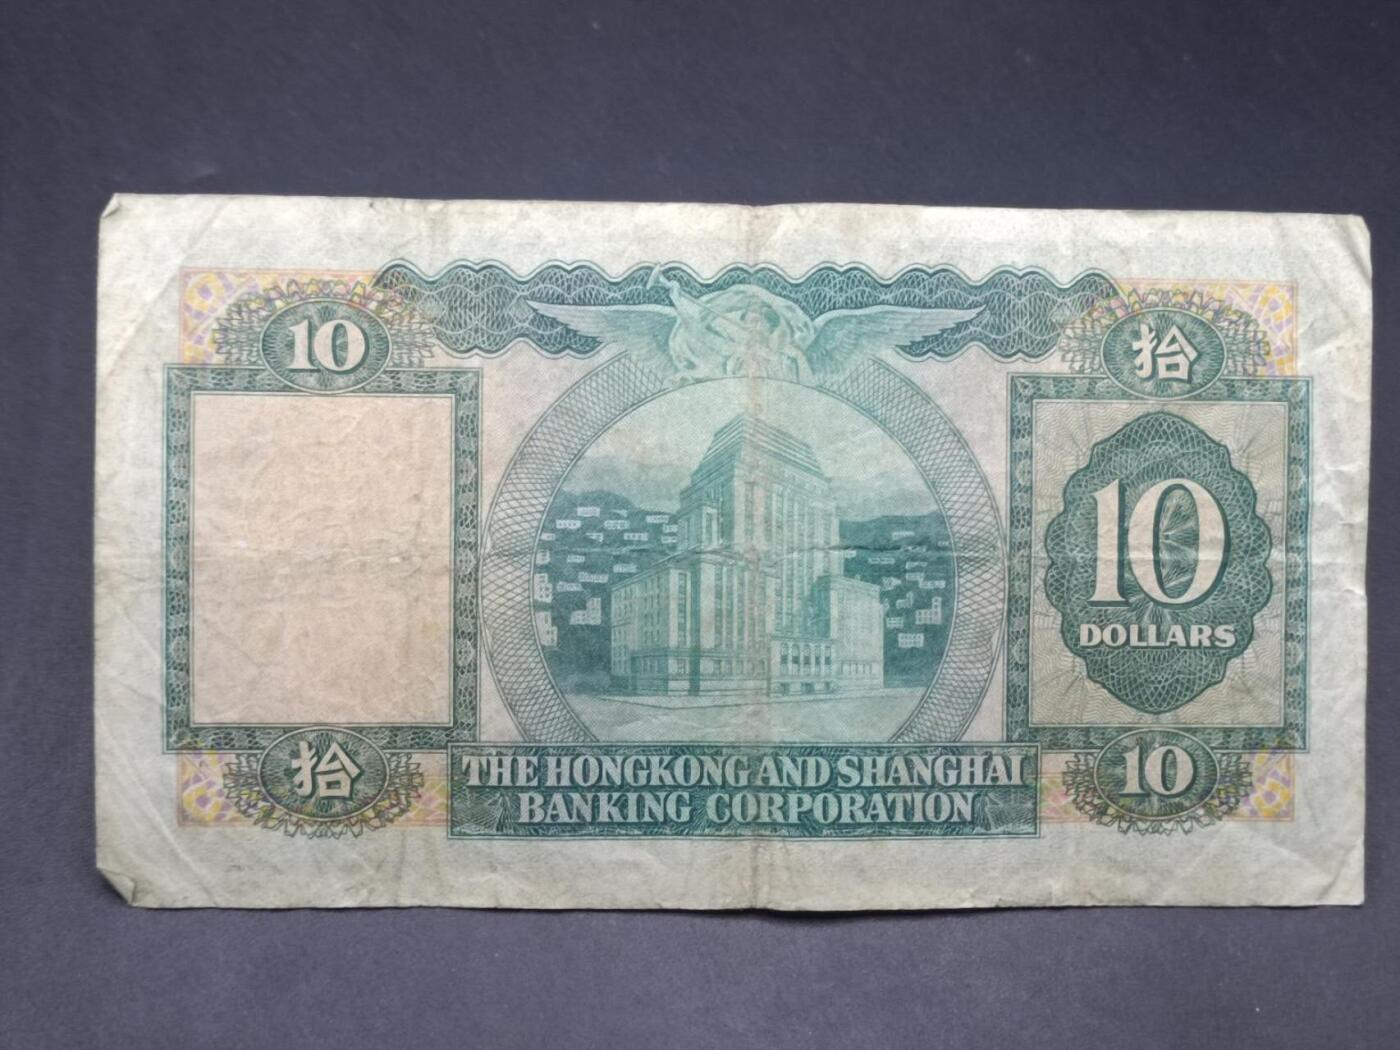 10
拾
10
DOLLARS
拾
10
THE HONGKONG AND SHANGHAI
BANKING CORPORATION